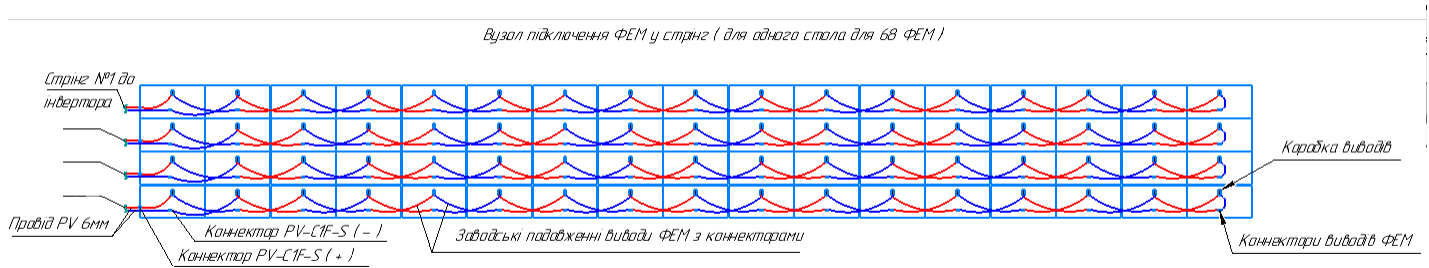 Вузол підключення ФЕМ у стрінг ( для одного стола для 68 ФЕМ )
Стрінг №1 до
інвертора
Коробка виводів
Провід PV 6мм
Коннектор PV-C1F-S ( - )
Заводські подовженні виводи ФЕМ з коннекторами
Коннектори виводів ФЕМ
Коннектор PV-C1F-S ( + )